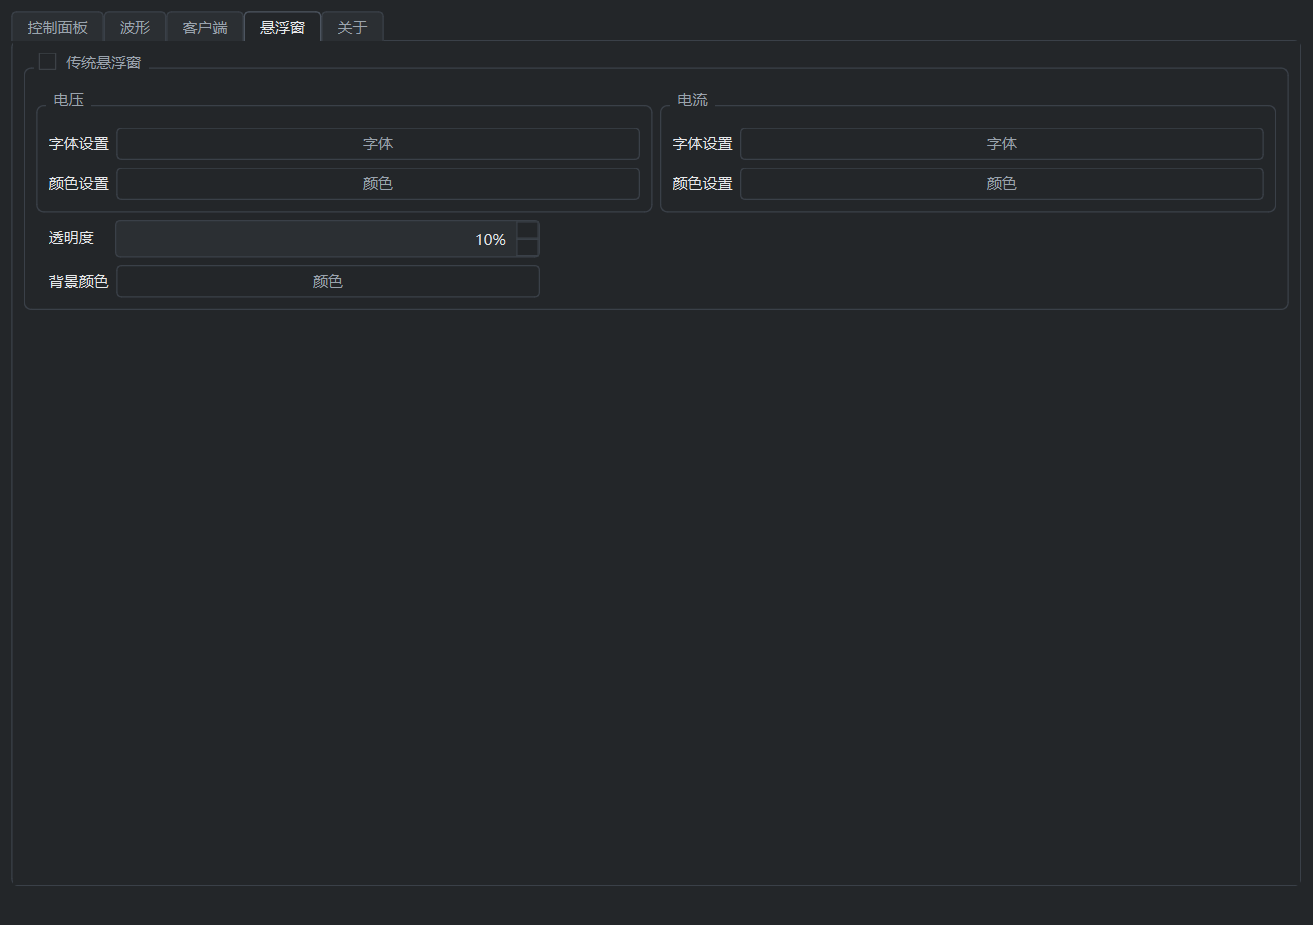 控制面板 波形 客户端 悬浮窗 关于
传统悬浮窗
电压
字体设置 字体
颜色设置 颜色
电流
字体设置 字体
颜色设置 颜色
透明度 10%
背景颜色 颜色